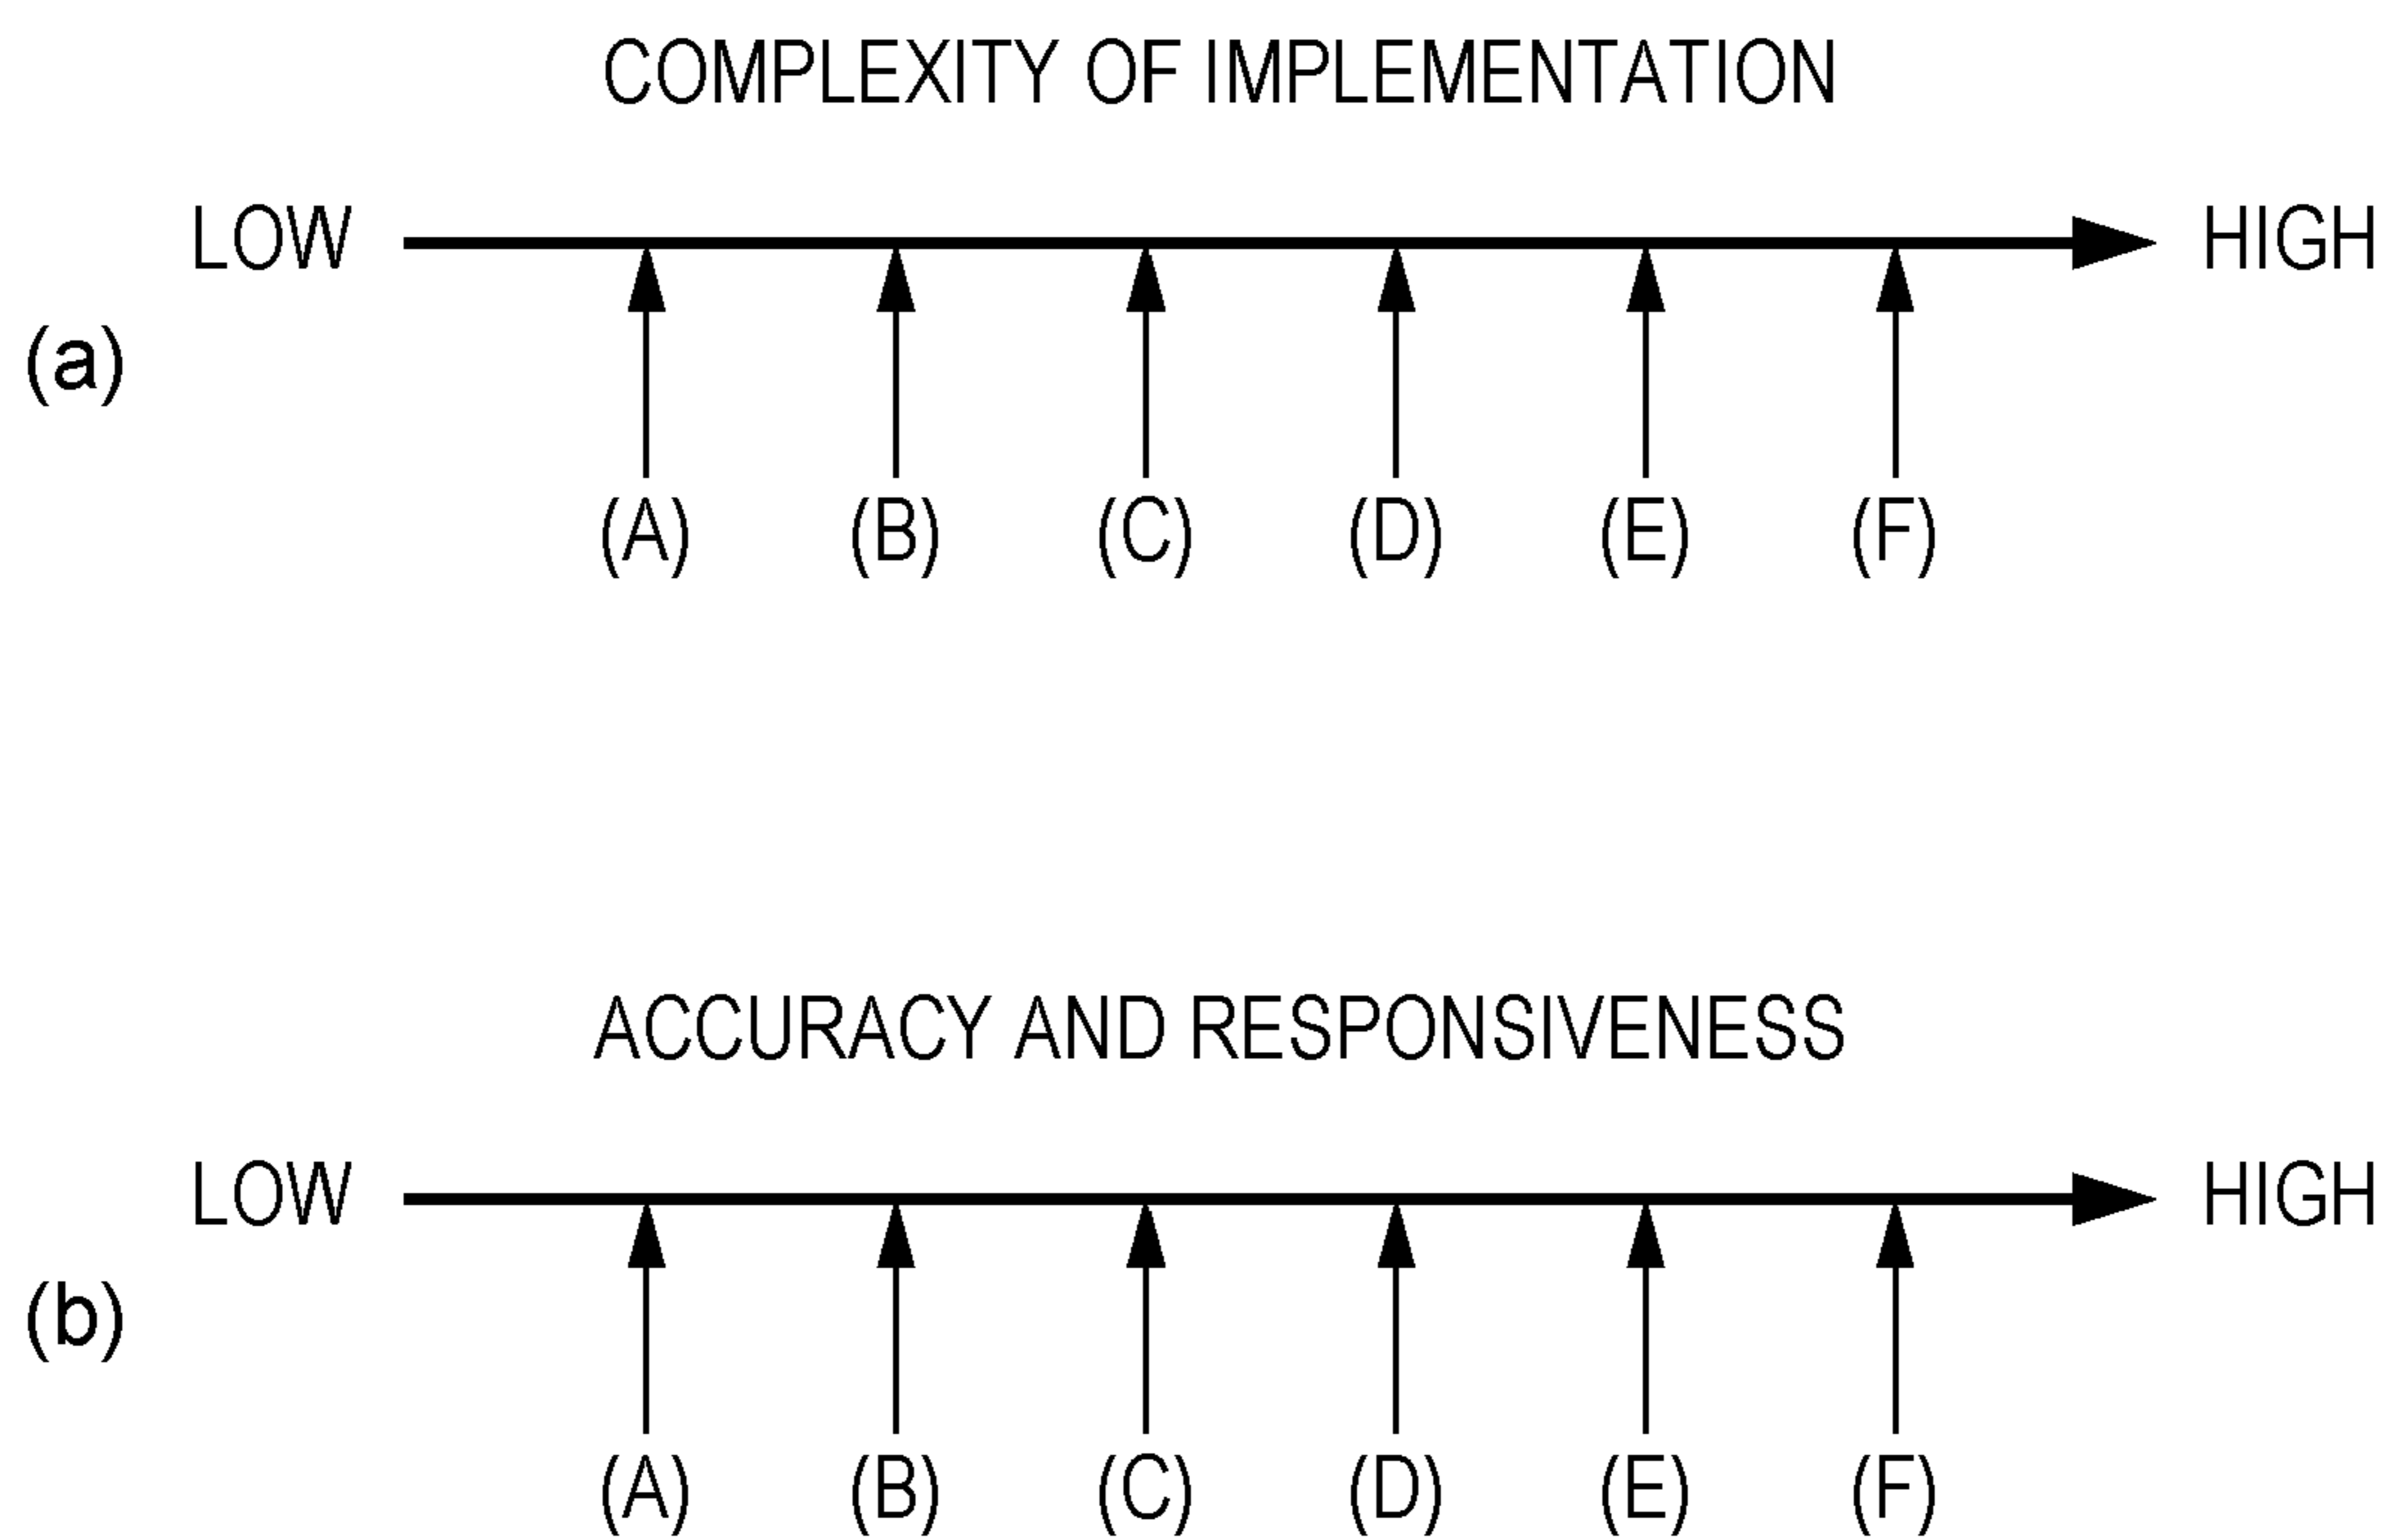 COMPLEXITY OF IMPLEMENTATION
LOW HIGH
(a)
(A) (B) (C) (D) (E) (F)
ACCURACY AND RESPONSIVENESS
LOW HIGH
(b)
(A) (B) (C) (D) (E) (F)